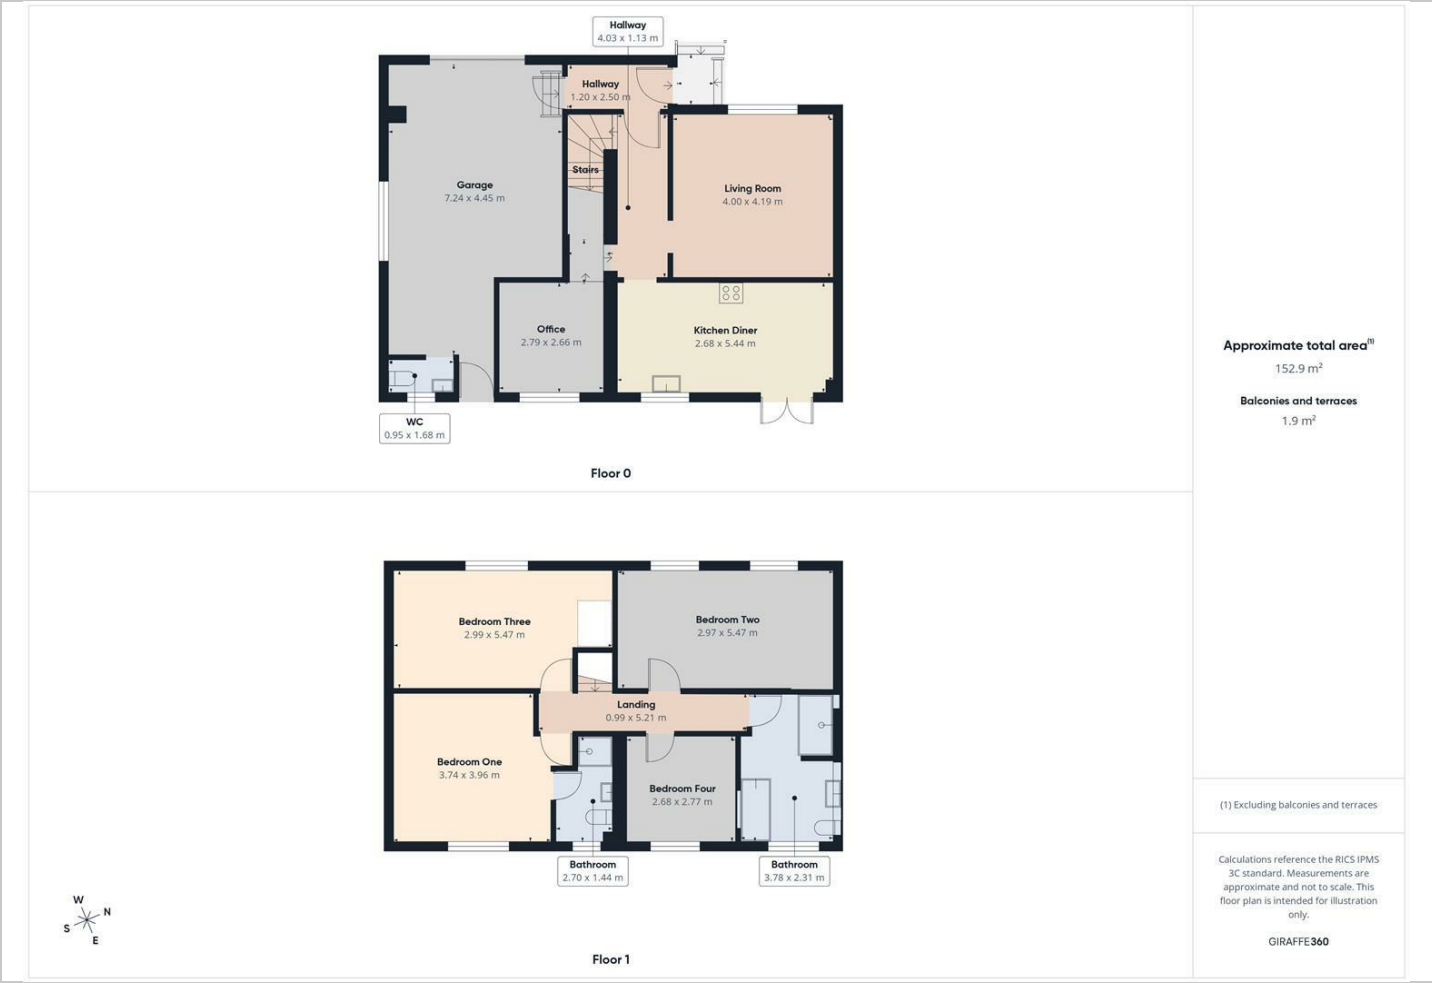 Hallway
4.03 x 1.13 m
Hallway
1.20 x 2.50 m
Stairs
Garage
7.24 x 4.45 m
Living Room
4.00 x 4.19 m
Office
2.79 x 2.66 m
Kitchen Diner
2.68 x 5.44 m
WC
0.95 x 1.68 m
Floor 0
Approximate total area(1)
152.9 m²
Balconies and terraces
1.9 m²
Bedroom Three
2.99 x 5.47 m
Bedroom Two
2.97 x 5.47 m
Landing
0.99 x 5.21 m
Bedroom One
3.74 x 3.96 m
Bedroom Four
2.68 x 2.77 m
Bathroom
2.70 x 1.44 m
Bathroom
3.78 x 2.31 m
W
N
S
E
Floor 1
(1) Excluding balconies and terraces
Calculations reference the RICS IPMS
3C standard. Measurements are
approximate and not to scale. This
floor plan is intended for illustration
only.
GIRAFFE360